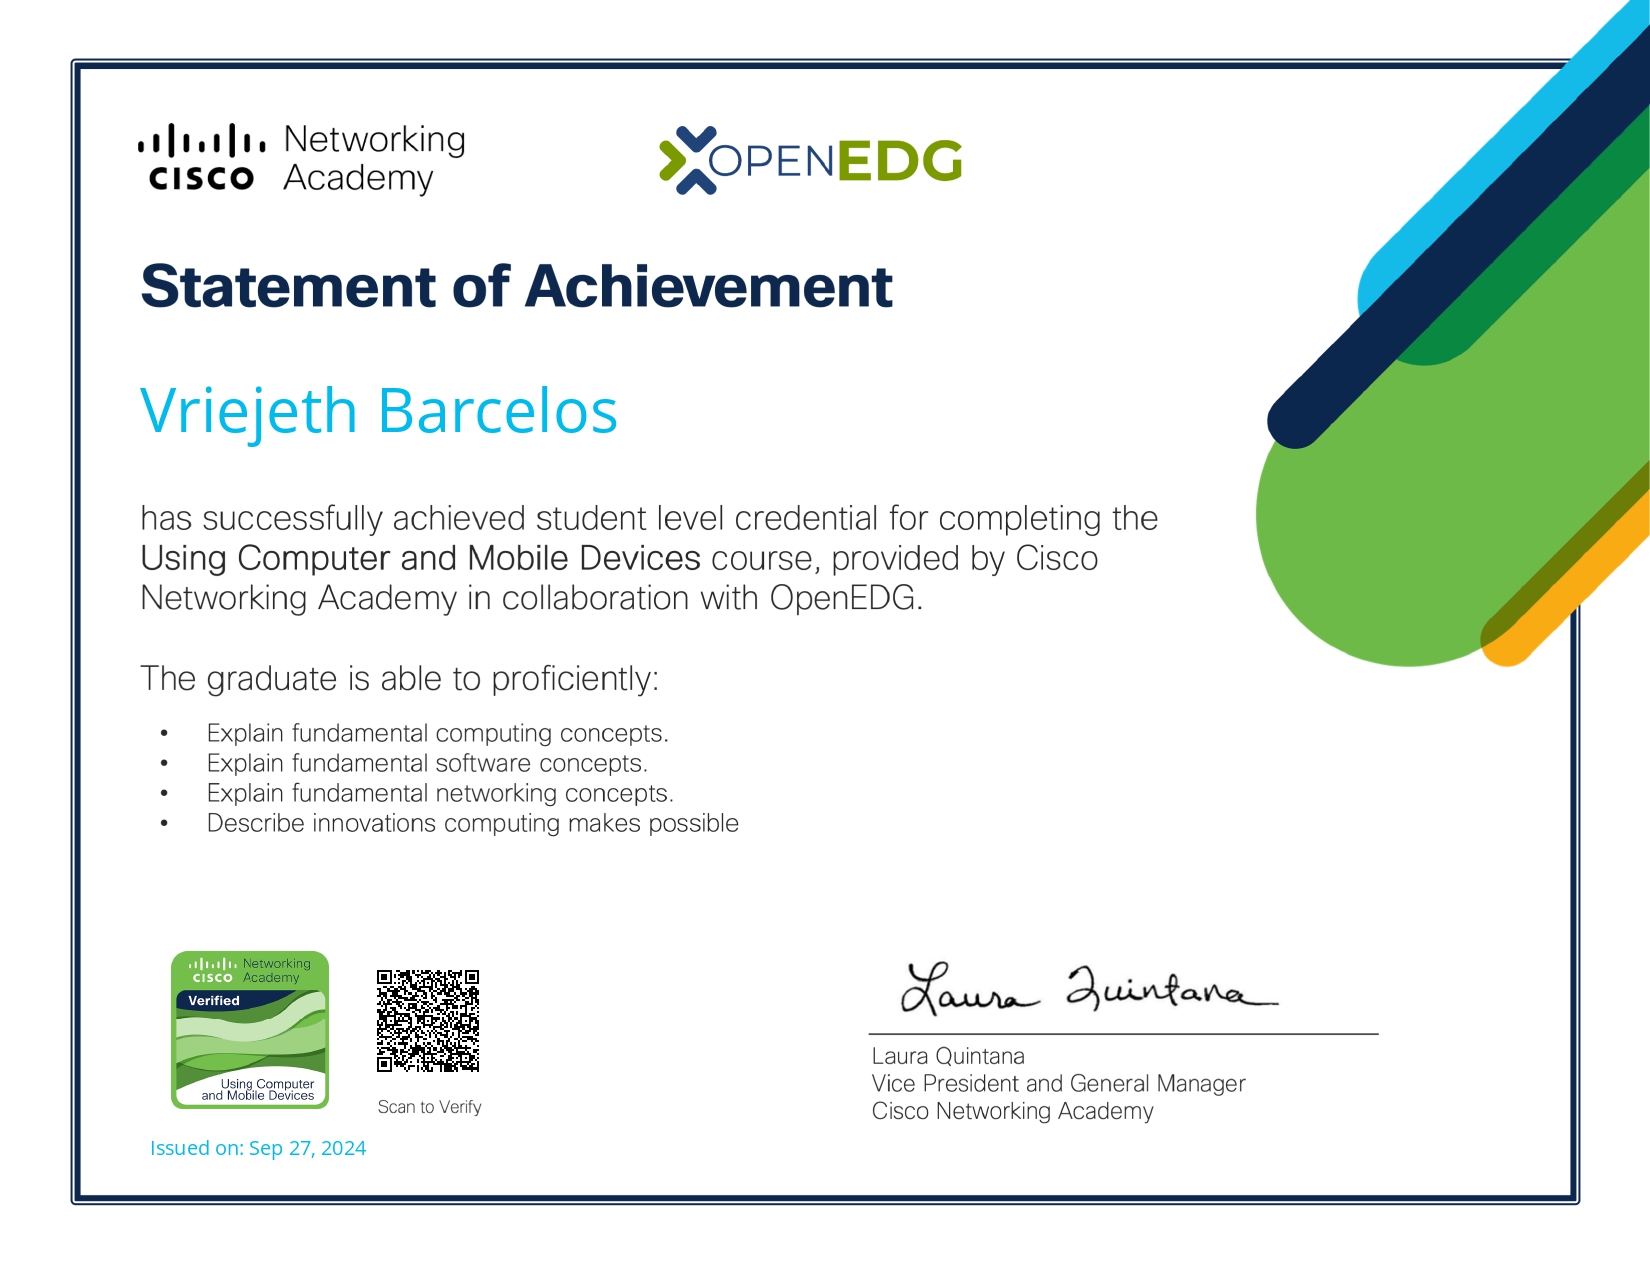 CISCO Networking
Academy
OPENEDG
Statement of Achievement
Vriejeth Barcelos
has successfully achieved student level credential for completing the
Using Computer and Mobile Devices course, provided by Cisco
Networking Academy in collaboration with OpenEDG.
The graduate is able to proficiently:
• Explain fundamental computing concepts.
• Explain fundamental software concepts.
• Explain fundamental networking concepts.
• Describe innovations computing makes possible
CISCO Networking
Academy
Verified
Using Computer
and Mobile Devices
Scan to Verify
Issued on: Sep 27, 2024
Laura Quintana
Laura Quintana
Vice President and General Manager
Cisco Networking Academy